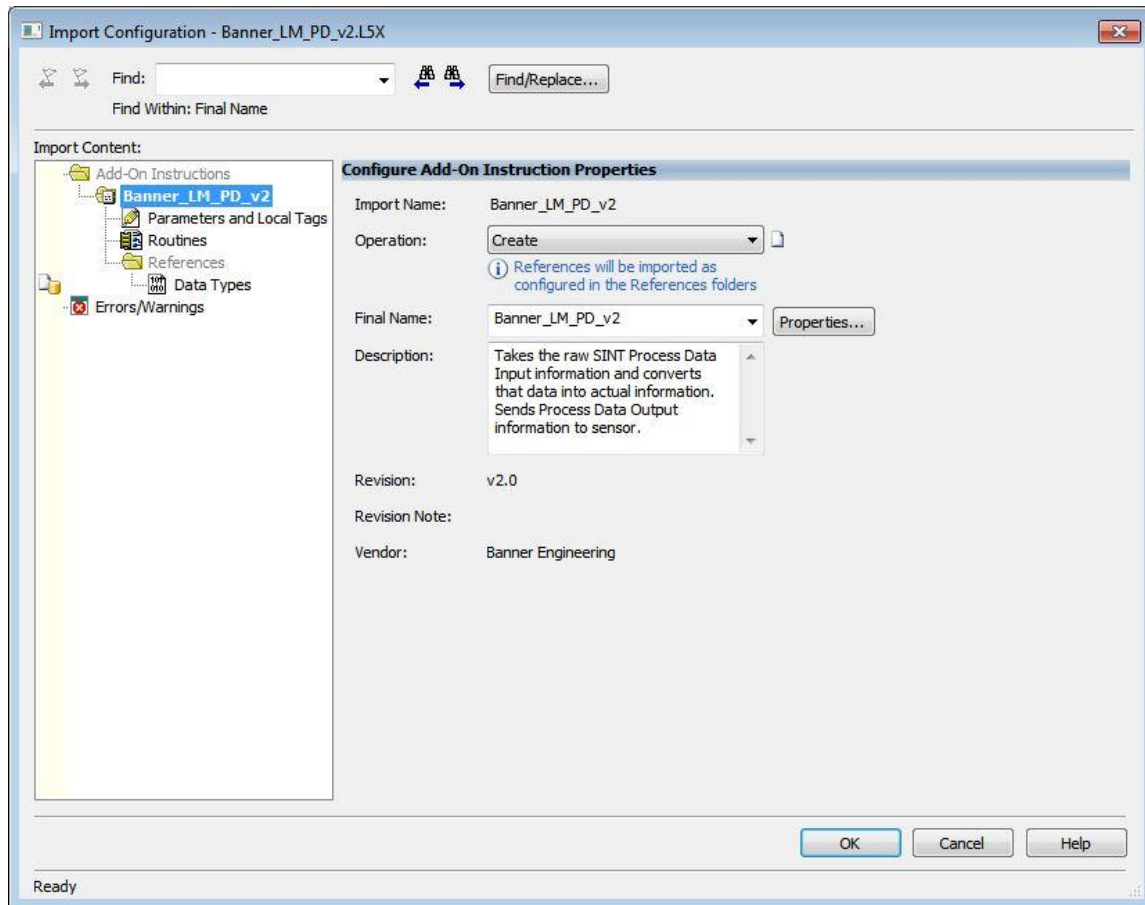 Import Configuration - Banner_LM_PD_v2.L5X
Find:
Find/Replace...
Find Within: Final Name
Import Content:
Add-On Instructions
Banner_LM_PD_v2
Parameters and Local Tags
Routines
References
Data Types
Errors/Warnings
Configure Add-On Instruction Properties
Import Name: Banner_LM_PD_v2
Operation: Create
References will be imported as
configured in the References folders
Final Name: Banner_LM_PD_v2 Properties...
Description: Takes the raw SINT Process Data
Input information and converts
that data into actual information.
Sends Process Data Output
information to sensor.
Revision: v2.0
Revision Note:
Vendor: Banner Engineering
OK Cancel Help
Ready